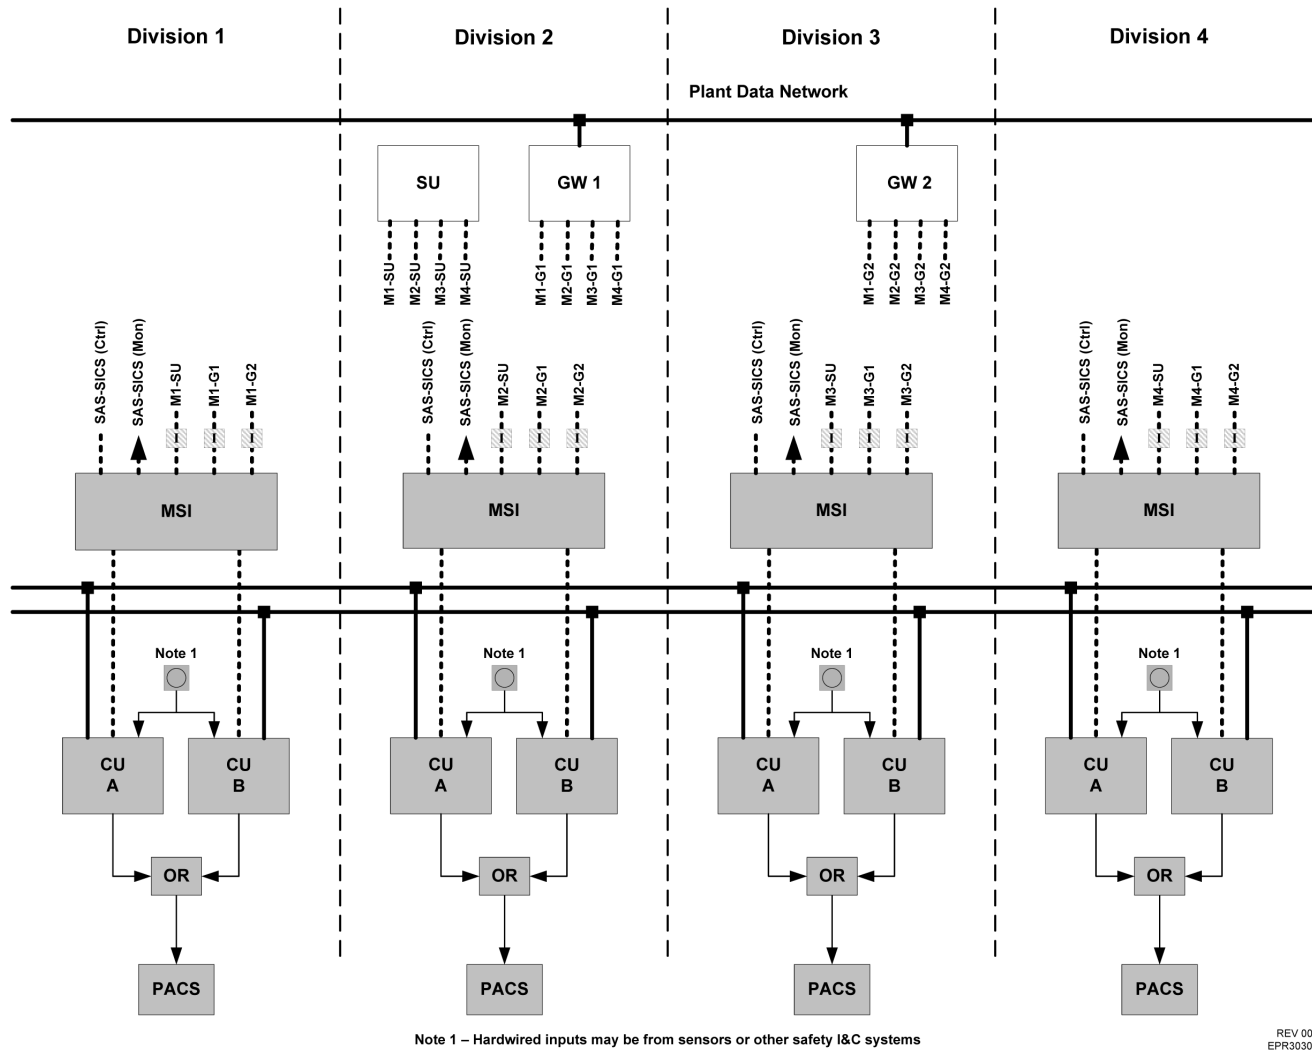 Division 1
Division 2
Division 3
Division 4
Plant Data Network
SU
GW 1
GW 2
M1-SU
M2-SU
M3-SU
M4-SU
M1-G1
M2-G1
M3-G1
M4-G1
M1-G2
M2-G2
M3-G2
M4-G2
SAS-SICS (Ctrl)
SAS-SICS (Mon)
M1-SU
M1-G1
M1-G2
SAS-SICS (Ctrl)
SAS-SICS (Mon)
M2-SU
M2-G1
M2-G2
SAS-SICS (Ctrl)
SAS-SICS (Mon)
M3-SU
M3-G1
M3-G2
SAS-SICS (Ctrl)
SAS-SICS (Mon)
M4-SU
M4-G1
M4-G2
MSI
MSI
MSI
MSI
Note 1
Note 1
Note 1
Note 1
CU
A
CU
B
CU
A
CU
B
CU
A
CU
B
CU
A
CU
B
OR
OR
OR
OR
PACS
PACS
PACS
PACS
Note 1 – Hardwired inputs may be from sensors or other safety I&C systems
REV 00
EPR3030